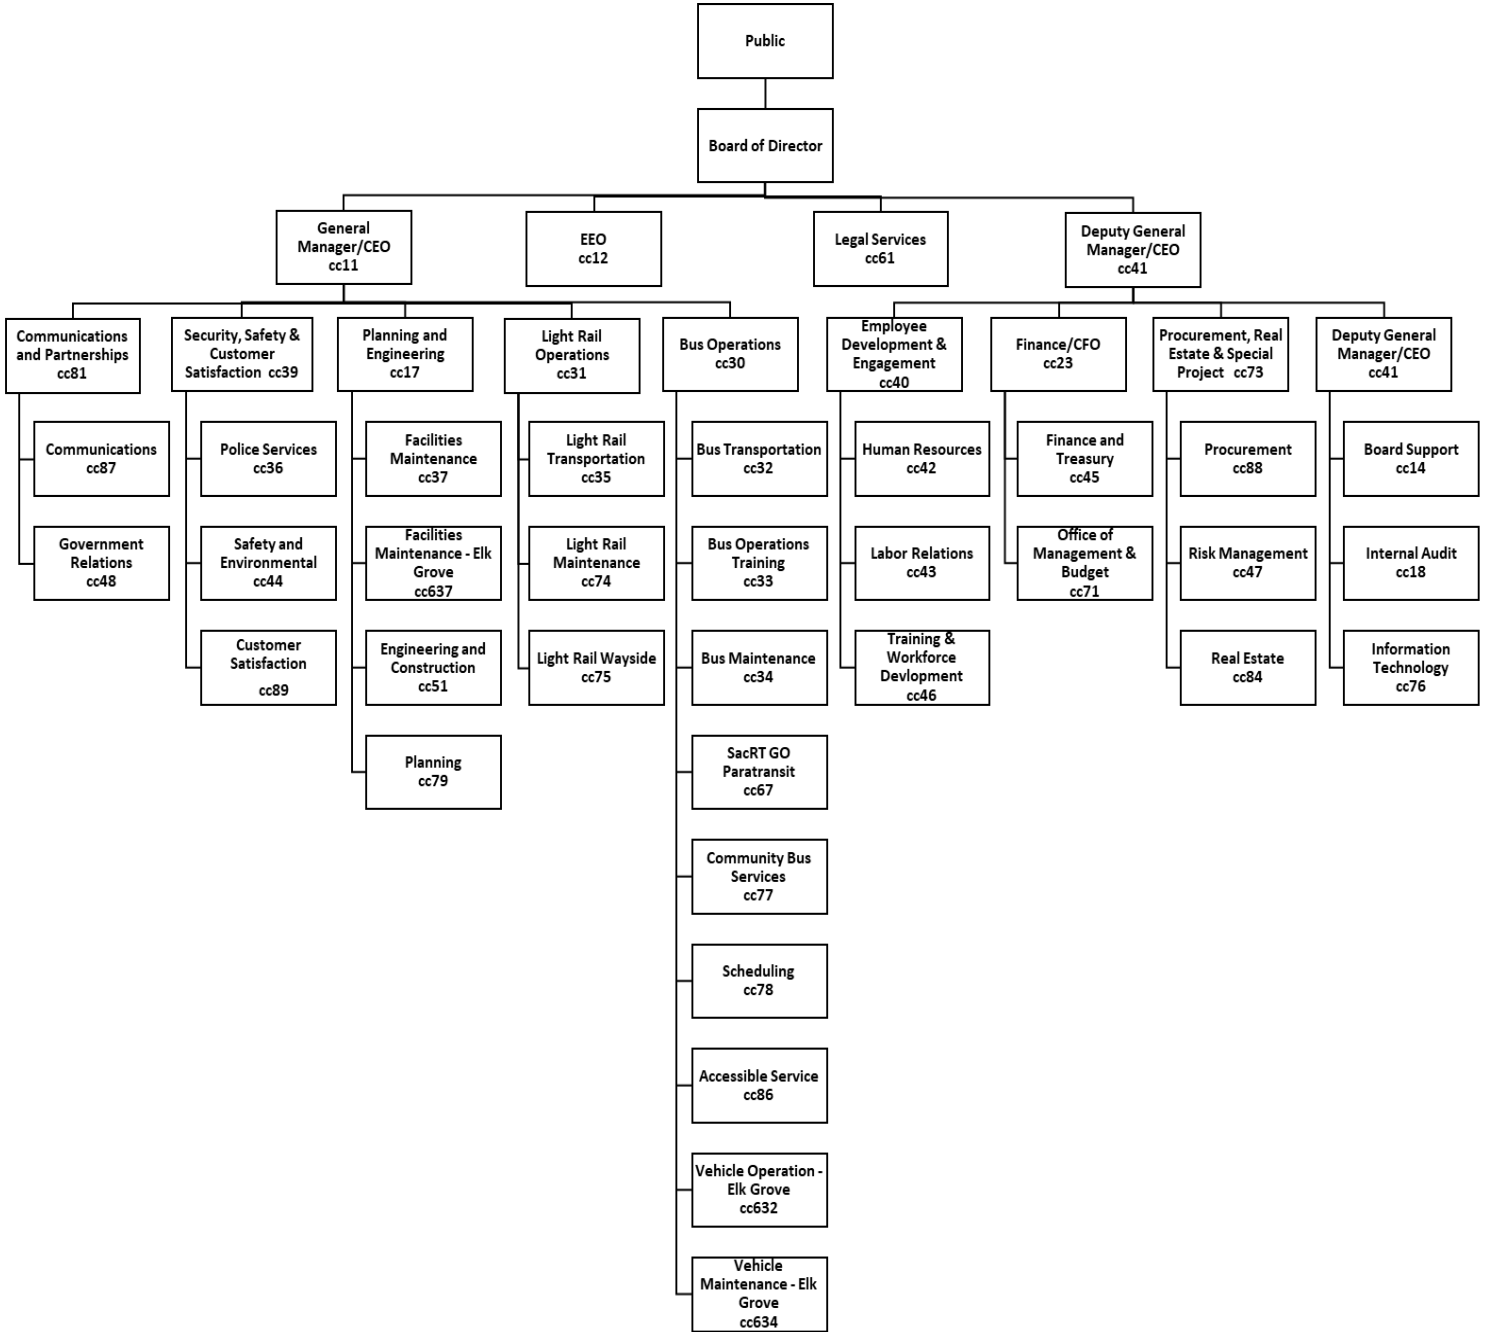 Public
Board of Director
General
Manager/CEO
cc11
EEO
cc12
Legal Services
cc61
Deputy General
Manager/CEO
cc41
Communications
and Partnerships
cc81
Security, Safety &
Customer
Satisfaction cc39
Planning and
Engineering
cc17
Light Rail
Operations
cc31
Bus Operations
cc30
Employee
Development &
Engagement
cc40
Finance/CFO
cc23
Procurement, Real
Estate & Special
Project cc73
Deputy General
Manager/CEO
cc41
Communications
cc87
Government
Relations
cc48
Police Services
cc36
Safety and
Environmental
cc44
Customer
Satisfaction
cc89
Facilities
Maintenance
cc37
Facilities
Maintenance - Elk
Grove
cc637
Engineering and
Construction
cc51
Planning
cc79
Light Rail
Transportation
cc35
Light Rail
Maintenance
cc74
Light Rail Wayside
cc75
Bus Transportation
cc32
Bus Operations
Training
cc33
Bus Maintenance
cc34
SacRT GO
Paratransit
cc67
Community Bus
Services
cc77
Scheduling
cc78
Accessible Service
cc86
Vehicle Operation -
Elk Grove
cc632
Vehicle
Maintenance - Elk
Grove
cc634
Human Resources
cc42
Labor Relations
cc43
Training &
Workforce
Devlopment
cc46
Finance and
Treasury
cc45
Office of
Management &
Budget
cc71
Procurement
cc88
Risk Management
cc47
Real Estate
cc84
Board Support
cc14
Internal Audit
cc18
Information
Technology
cc76